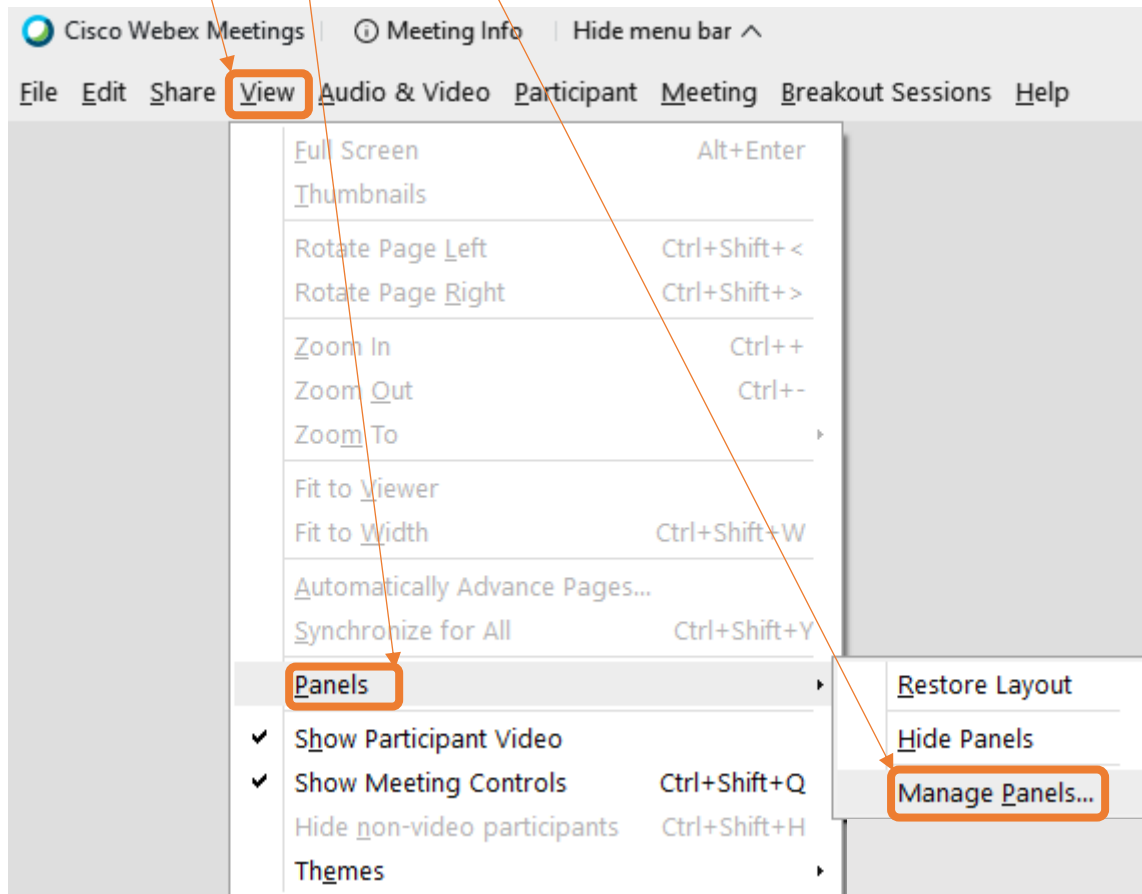 Cisco Webex Meetings Meeting Info Hide menu bar
File Edit Share View Audio & Video Participant Meeting Breakout Sessions Help
Full Screen Alt+Enter
Thumbnails
Rotate Page Left Ctrl+Shift+<
Rotate Page Right Ctrl+Shift+>
Zoom In Ctrl++
Zoom Out Ctrl+-
Zoom To
Fit to Viewer
Fit to Width Ctrl+Shift+W
Automatically Advance Pages...
Synchronize for All Ctrl+Shift+Y
Panels
Show Participant Video
Show Meeting Controls Ctrl+Shift+Q
Hide non-video participants Ctrl+Shift+H
Themes
Restore Layout
Hide Panels
Manage Panels...